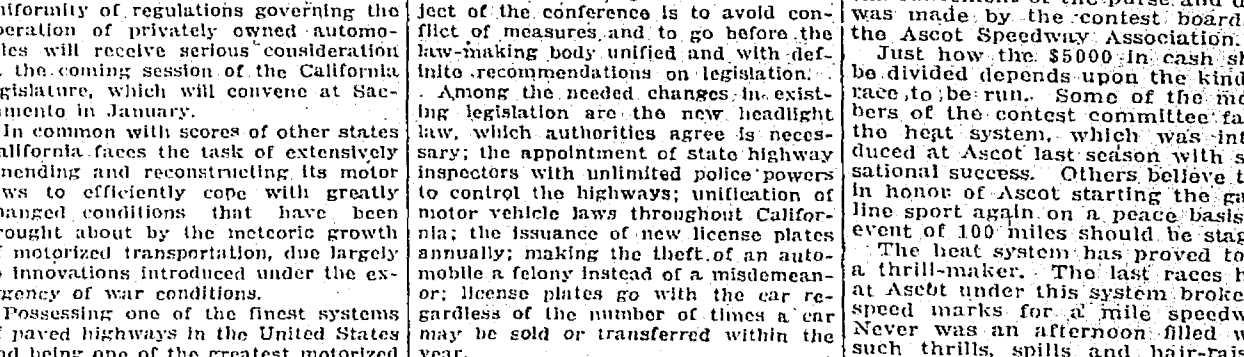 niformity of regulations governing the
peration of privately owned automo-
les will receive serious consideration
the coming session of the California
gislature, which will convene at Sac-
mento in January.
In common with scores of other states
alifornia faces the task of extensively
mending and reconstructing its motor
ws to efficiently cope with greatly
hanged conditions that have been
rought about by the meteoric growth
f motorized transportation, due largely
o innovations introduced under the ex-
gency of war conditions.
Possessing one of the finest systems
f paved highways in the United States
nd being one of the greatest motorized
ject of the conference is to avoid con-
flict of measures and to go before the
law-making body unified and with def-
inite recommendations on legislation.
Among the needed changes in exist-
ing legislation are the new headlight
law, which authorities agree is neces-
sary; the appointment of state highway
inspectors with unlimited police powers
to control the highways; unification of
motor vehicle laws throughout Califor-
nia; the issuance of new license plates
annually; making the theft of an auto-
mobile a felony instead of a misdemean-
or; license plates go with the car re-
gardless of the number of times a car
may be sold or transferred within the
year.
of the purse and
was made by the contest board
the Ascot Speedway Association.
Just how the $5000 in cash sh
be divided depends upon the kind
race to be run. Some of the me
bers of the contest committee fa
the heat system, which was int
duced at Ascot last season with s
sational success. Others believe t
in honor of Ascot starting the ga
line sport again on a peace basis
event of 100 miles should be stag
The heat system has proved to
a thrill-maker. The last races h
at Ascot under this system broke
speed marks for a mile speedw
Never was an afternoon filled w
such thrills, spills and hair-rais